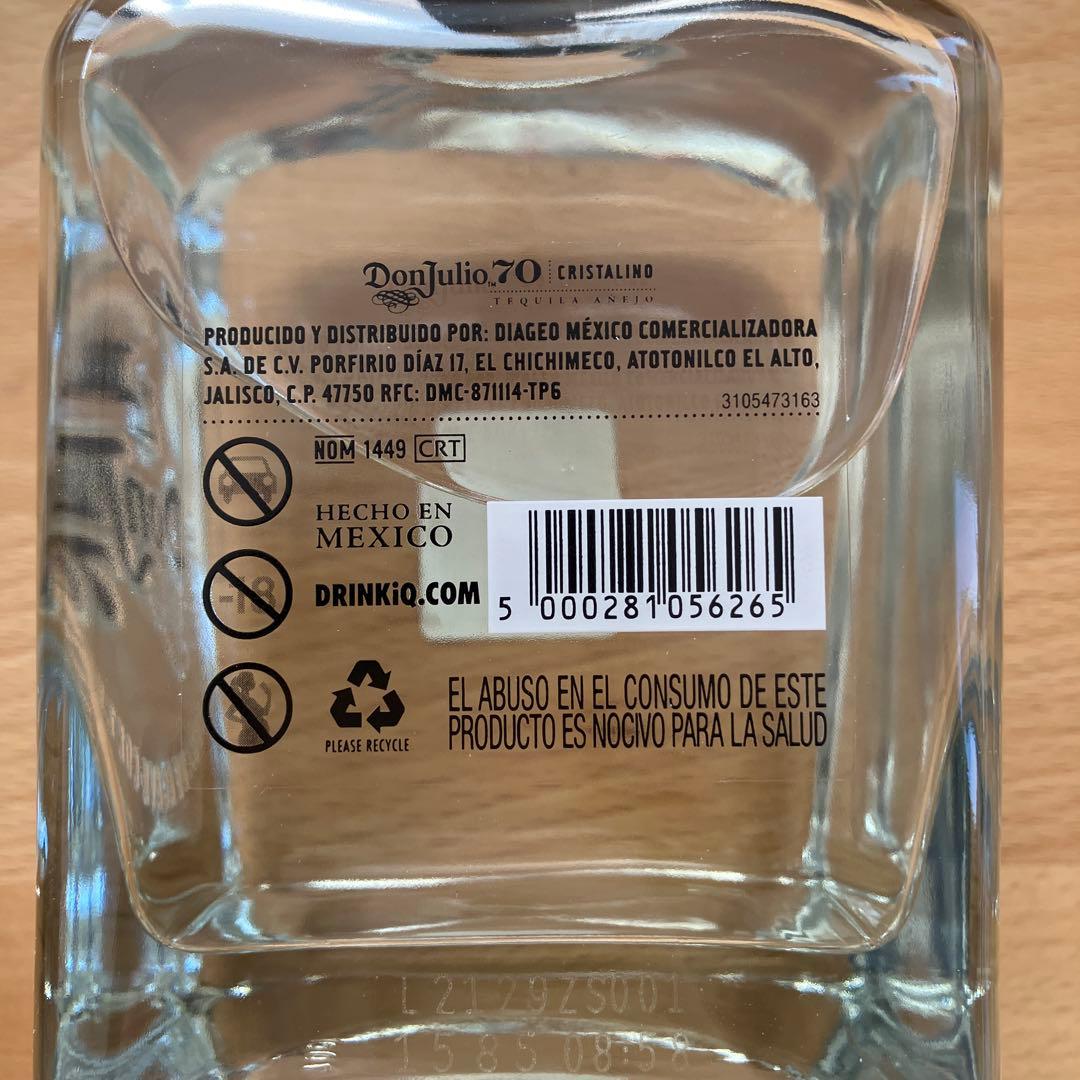 DonJulio™ 70 CRISTALINO
TEQUILA AÑEJO
PRODUCIDO Y DISTRIBUIDO POR: DIAGEO MÉXICO COMERCIALIZADORA
S.A. DE C.V. PORFIRIO DÍAZ 17, EL CHICHIMECO, ATOTONILCO EL ALTO,
JALISCO, C.P. 47750 RFC: DMC-871114-TP6
3105473163
NOM 1449 CRT
HECHO EN
MEXICO
-18
DRINKiQ.COM
5 000281 056265
PLEASE RECYCLE
EL ABUSO EN EL CONSUMO DE ESTE
PRODUCTO ES NOCIVO PARA LA SALUD
L2129ZS001
1585 08:58